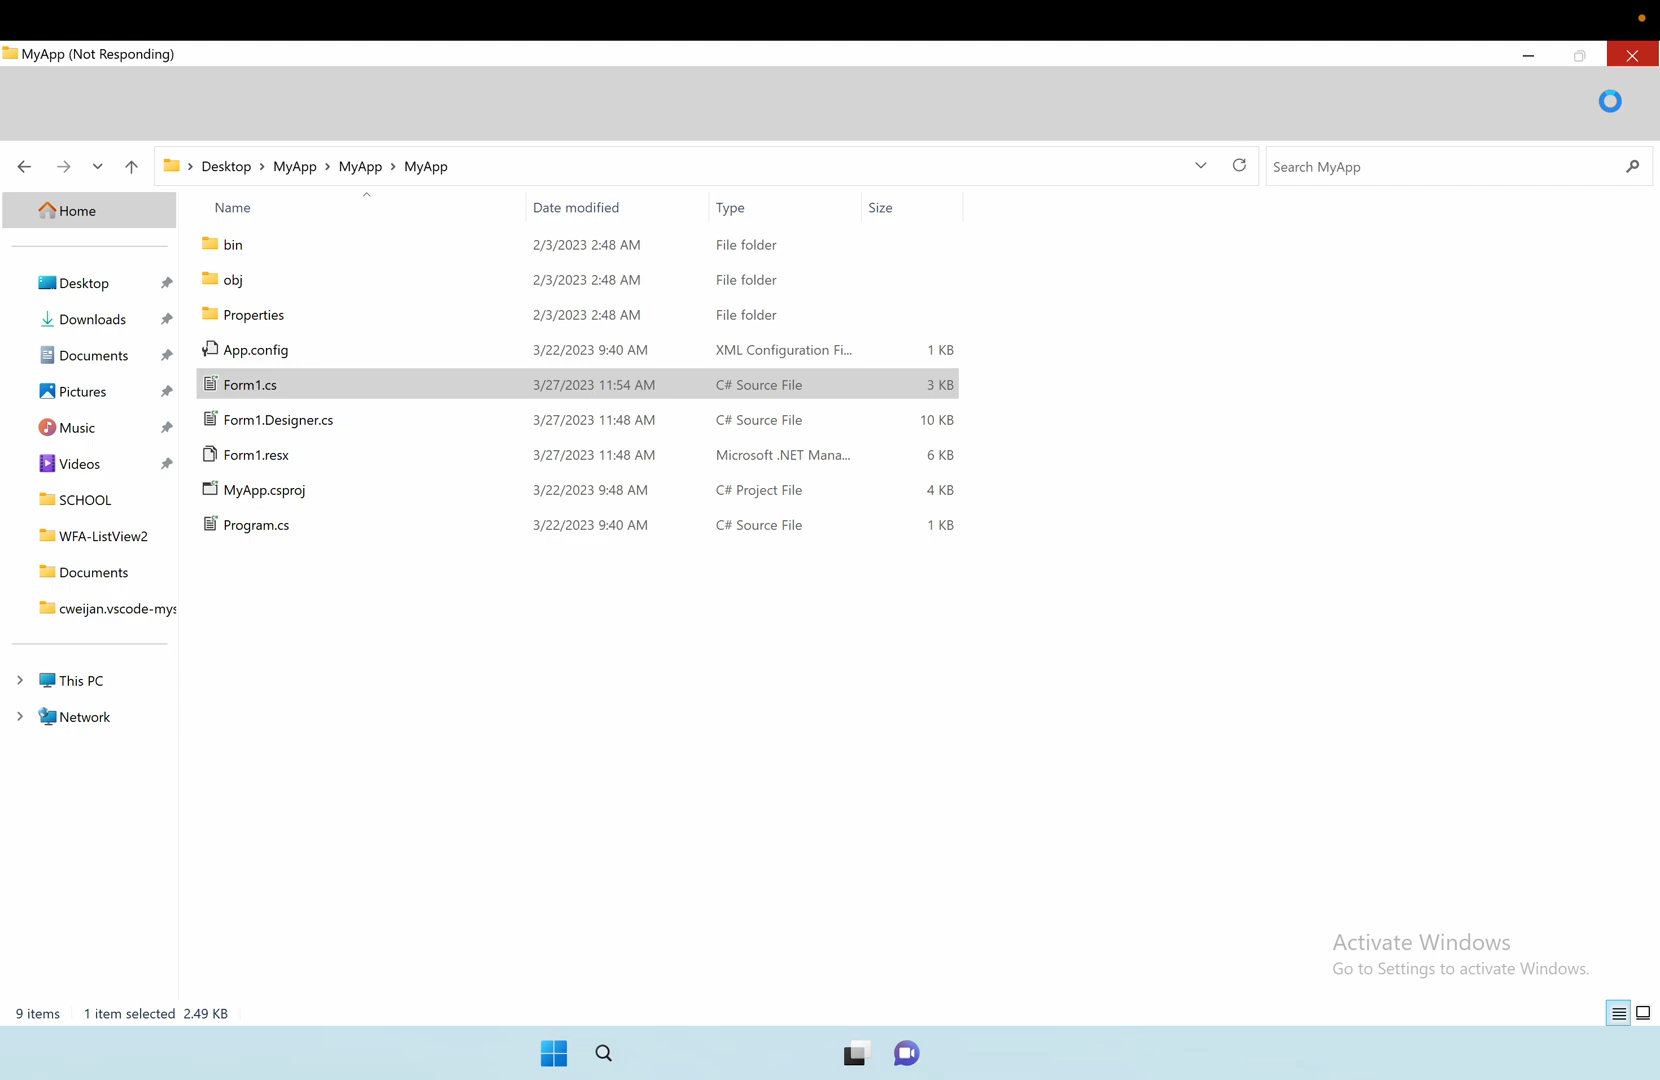 MyApp (Not Responding)
Desktop > MyApp > MyApp > MyApp
Search MyApp
Home
Desktop
Downloads
Documents
Pictures
Music
Videos
SCHOOL
WFA-ListView2
Documents
cweijan.vscode-mys
This PC
Network
Name Date modified Type Size
bin 2/3/2023 2:48 AM File folder
obj 2/3/2023 2:48 AM File folder
Properties 2/3/2023 2:48 AM File folder
App.config 3/22/2023 9:40 AM XML Configuration Fi... 1 KB
Form1.cs 3/27/2023 11:54 AM C# Source File 3 KB
Form1.Designer.cs 3/27/2023 11:48 AM C# Source File 10 KB
Form1.resx 3/27/2023 11:48 AM Microsoft .NET Mana... 6 KB
MyApp.csproj 3/22/2023 9:48 AM C# Project File 4 KB
Program.cs 3/22/2023 9:40 AM C# Source File 1 KB
Activate Windows
Go to Settings to activate Windows.
9 items 1 item selected 2.49 KB